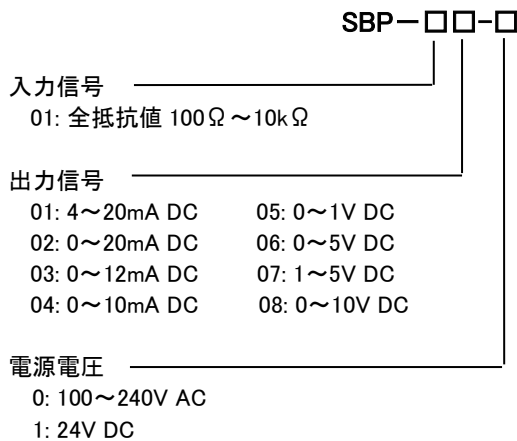 SBP-□□-□
入力信号
01: 全抵抗値 100Ω～10kΩ
出力信号
01: 4～20mA DC 05: 0～1V DC
02: 0～20mA DC 06: 0～5V DC
03: 0～12mA DC 07: 1～5V DC
04: 0～10mA DC 08: 0～10V DC
電源電圧
0: 100～240V AC
1: 24V DC